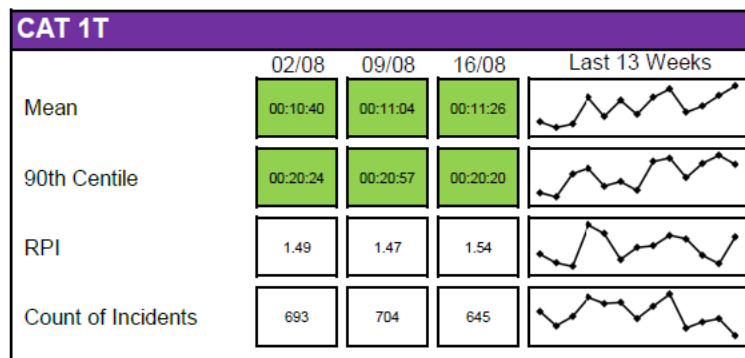 CAT 1T
02/08 09/08 16/08 Last 13 Weeks
Mean 00:10:40 00:11:04 00:11:26
90th Centile 00:20:24 00:20:57 00:20:20
RPI 1.49 1.47 1.54
Count of Incidents 693 704 645